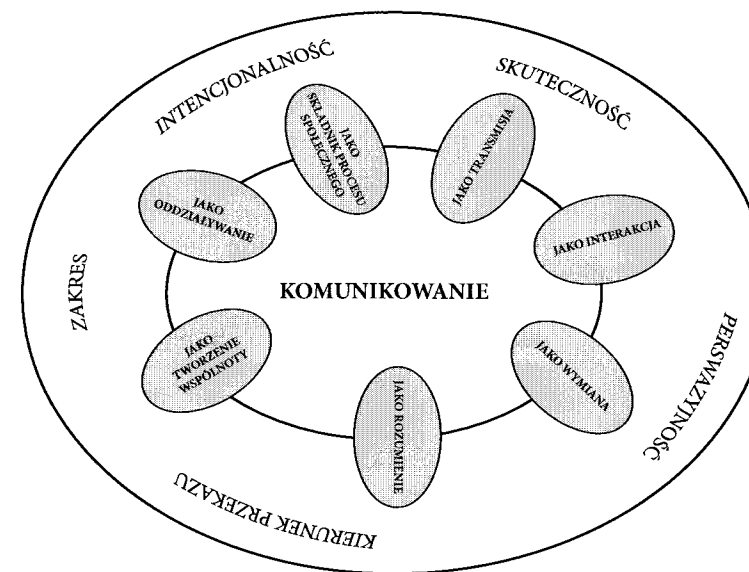 INTENCJONALNOŚĆ
SKUTECZNOŚĆ
JAKO
SKŁADNIK PROCESU
SPOŁECZNEGO
JAKO TRANSMISJA
JAKO
ODDZIAŁYWANIE
JAKO INTERAKCJA
ZAKRES
KOMUNIKOWANIE
JAKO
TWORZENIE
WSPÓLNOTY
JAKO ROZUMIENIE
JAKO WYMIANA
PERSWAZYJNOŚĆ
KIERUNEK PRZEKAZU